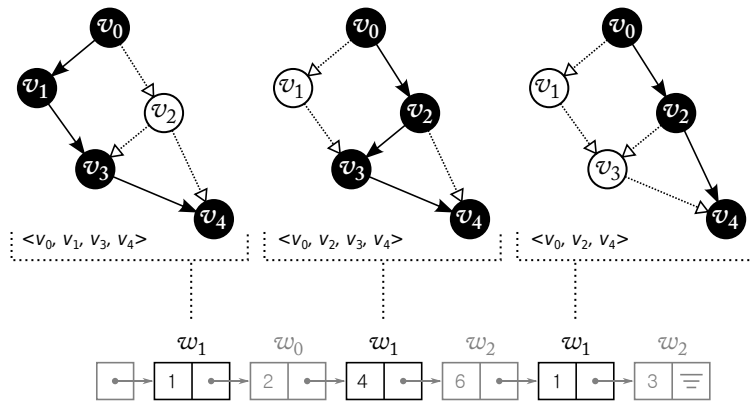 v0 v0 v0
v1 v1 v1
v2 v2 v2
v3 v3 v3
v4 v4 v4
<v0, v1, v3, v4> <v0, v2, v3, v4> <v0, v2, v4>
w1 w0 w1 w2 w1 w2
1 2 4 6 1 3